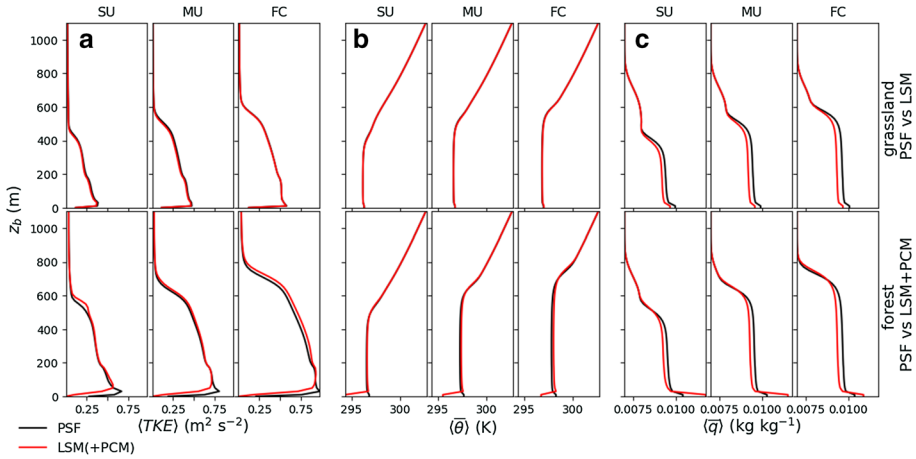 SU MU FC SU MU FC SU MU FC
a b c
1000
800
600
400
200
0
grassland
PSF vs LSM
z_b (m)
1000
800
600
400
200
0
forest
PSF vs LSM+PCM
0.25 0.75 0.25 0.75 0.25 0.75 295 300 295 300 295 300 0.0075 0.0100 0.0075 0.0100 0.0075 0.0100
⟨TKE⟩ (m² s⁻²) ⟨θ̅⟩ (K) ⟨q̅⟩ (kg kg⁻¹)
PSF
LSM(+PCM)